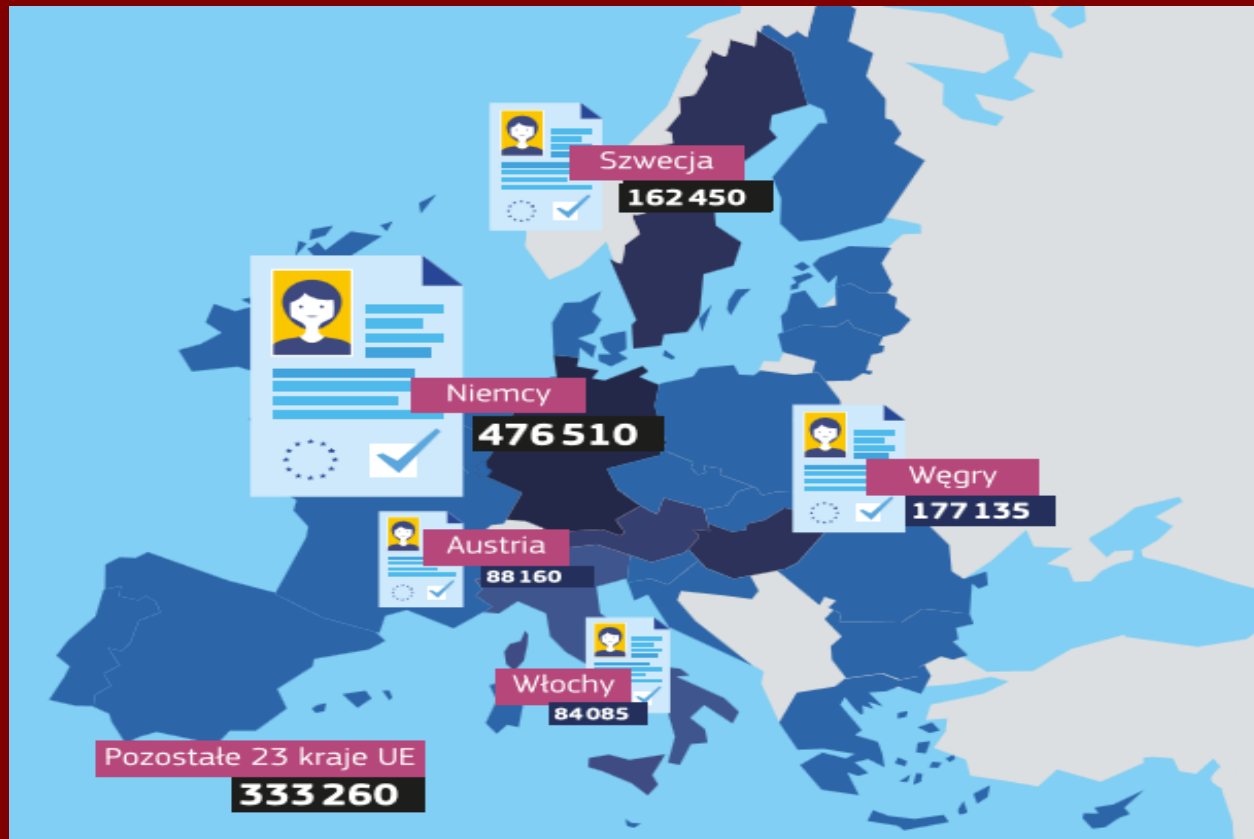 Szwecja
162 450
Niemcy
476 510
Węgry
177 135
Austria
88 160
Włochy
84 085
Pozostałe 23 kraje UE
333 260